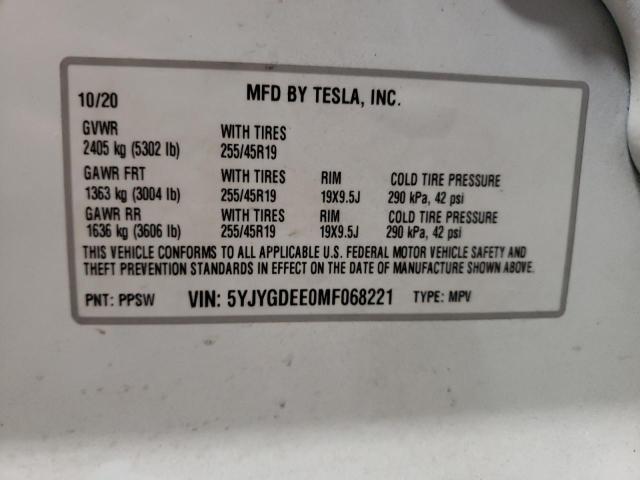 10/20 MFD BY TESLA, INC.
GVWR WITH TIRES
2405 kg (5302 lb) 255/45R19
GAWR FRT WITH TIRES RIM COLD TIRE PRESSURE
1363 kg (3004 lb) 255/45R19 19X9.5J 290 kPa, 42 psi
GAWR RR WITH TIRES RIM COLD TIRE PRESSURE
1636 kg (3606 lb) 255/45R19 19X9.5J 290 kPa, 42 psi
THIS VEHICLE CONFORMS TO ALL APPLICABLE U.S. FEDERAL MOTOR VEHICLE SAFETY AND
THEFT PREVENTION STANDARDS IN EFFECT ON THE DATE OF MANUFACTURE SHOWN ABOVE.
PNT: PPSW VIN: 5YJYGDEE0MF068221 TYPE: MPV